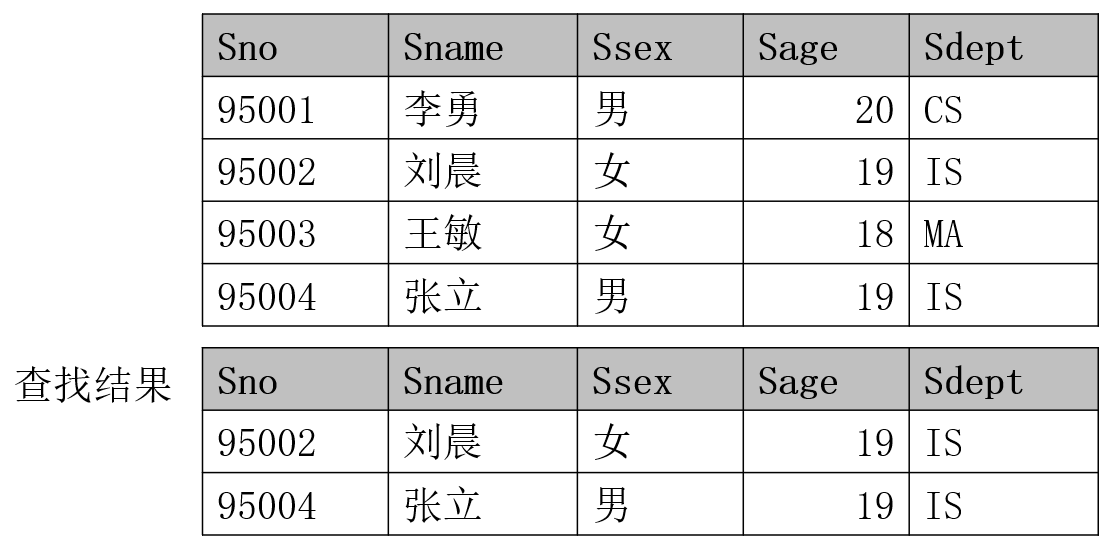 Sno Sname Ssex Sage Sdept
95001 李勇 男 20 CS
95002 刘晨 女 19 IS
95003 王敏 女 18 MA
95004 张立 男 19 IS
查找结果 Sno Sname Ssex Sage Sdept
95002 刘晨 女 19 IS
95004 张立 男 19 IS